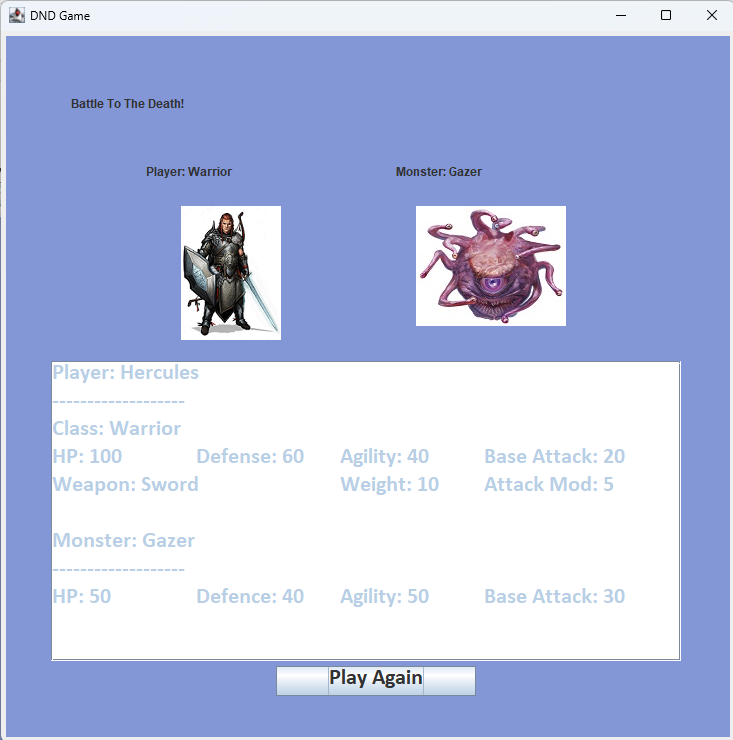 DND Game
Battle To The Death!
Player: Warrior Monster: Gazer
Player: Hercules
-------------------
Class: Warrior
HP: 100 Defense: 60 Agility: 40 Base Attack: 20
Weapon: Sword Weight: 10 Attack Mod: 5
Monster: Gazer
-------------------
HP: 50 Defence: 40 Agility: 50 Base Attack: 30
Play Again